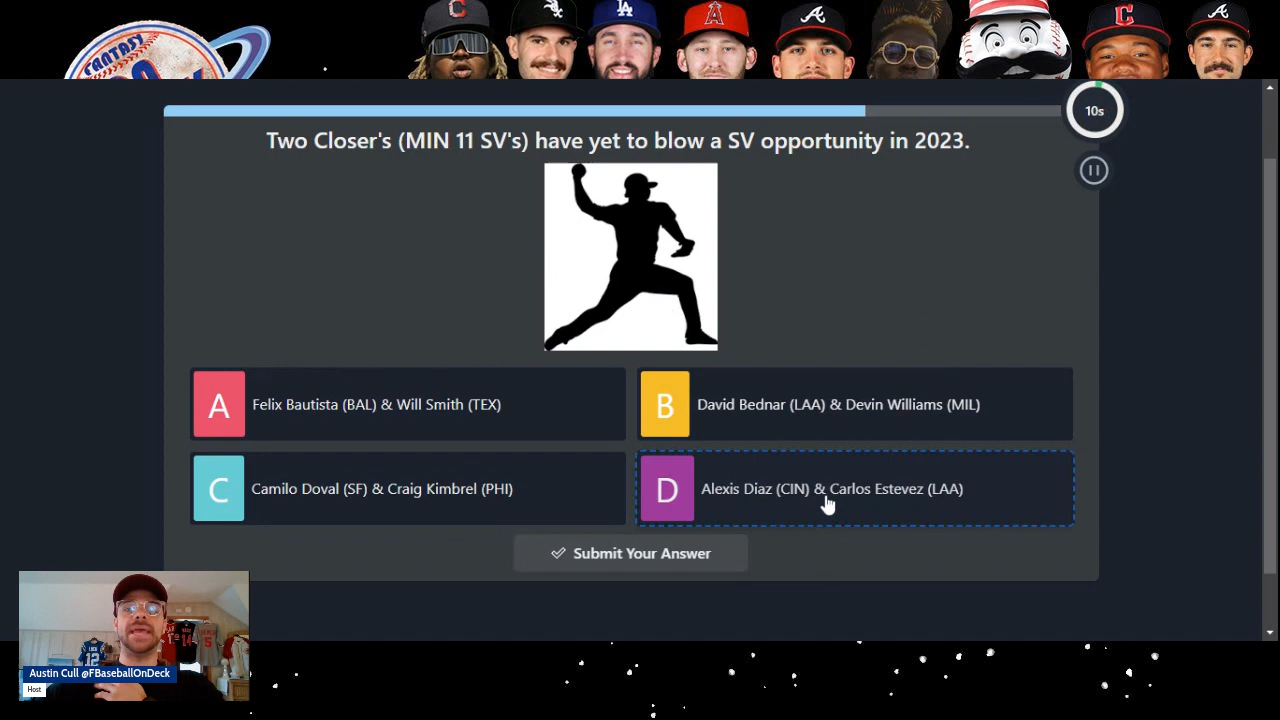 FANTASY
10s
Two Closer's (MIN 11 SV's) have yet to blow a SV opportunity in 2023.
A Felix Bautista (BAL) & Will Smith (TEX)
B David Bednar (LAA) & Devin Williams (MIL)
C Camilo Doval (SF) & Craig Kimbrel (PHI)
D Alexis Diaz (CIN) & Carlos Estevez (LAA)
Submit Your Answer
Austin Cull @FBaseballOnDeck
Host